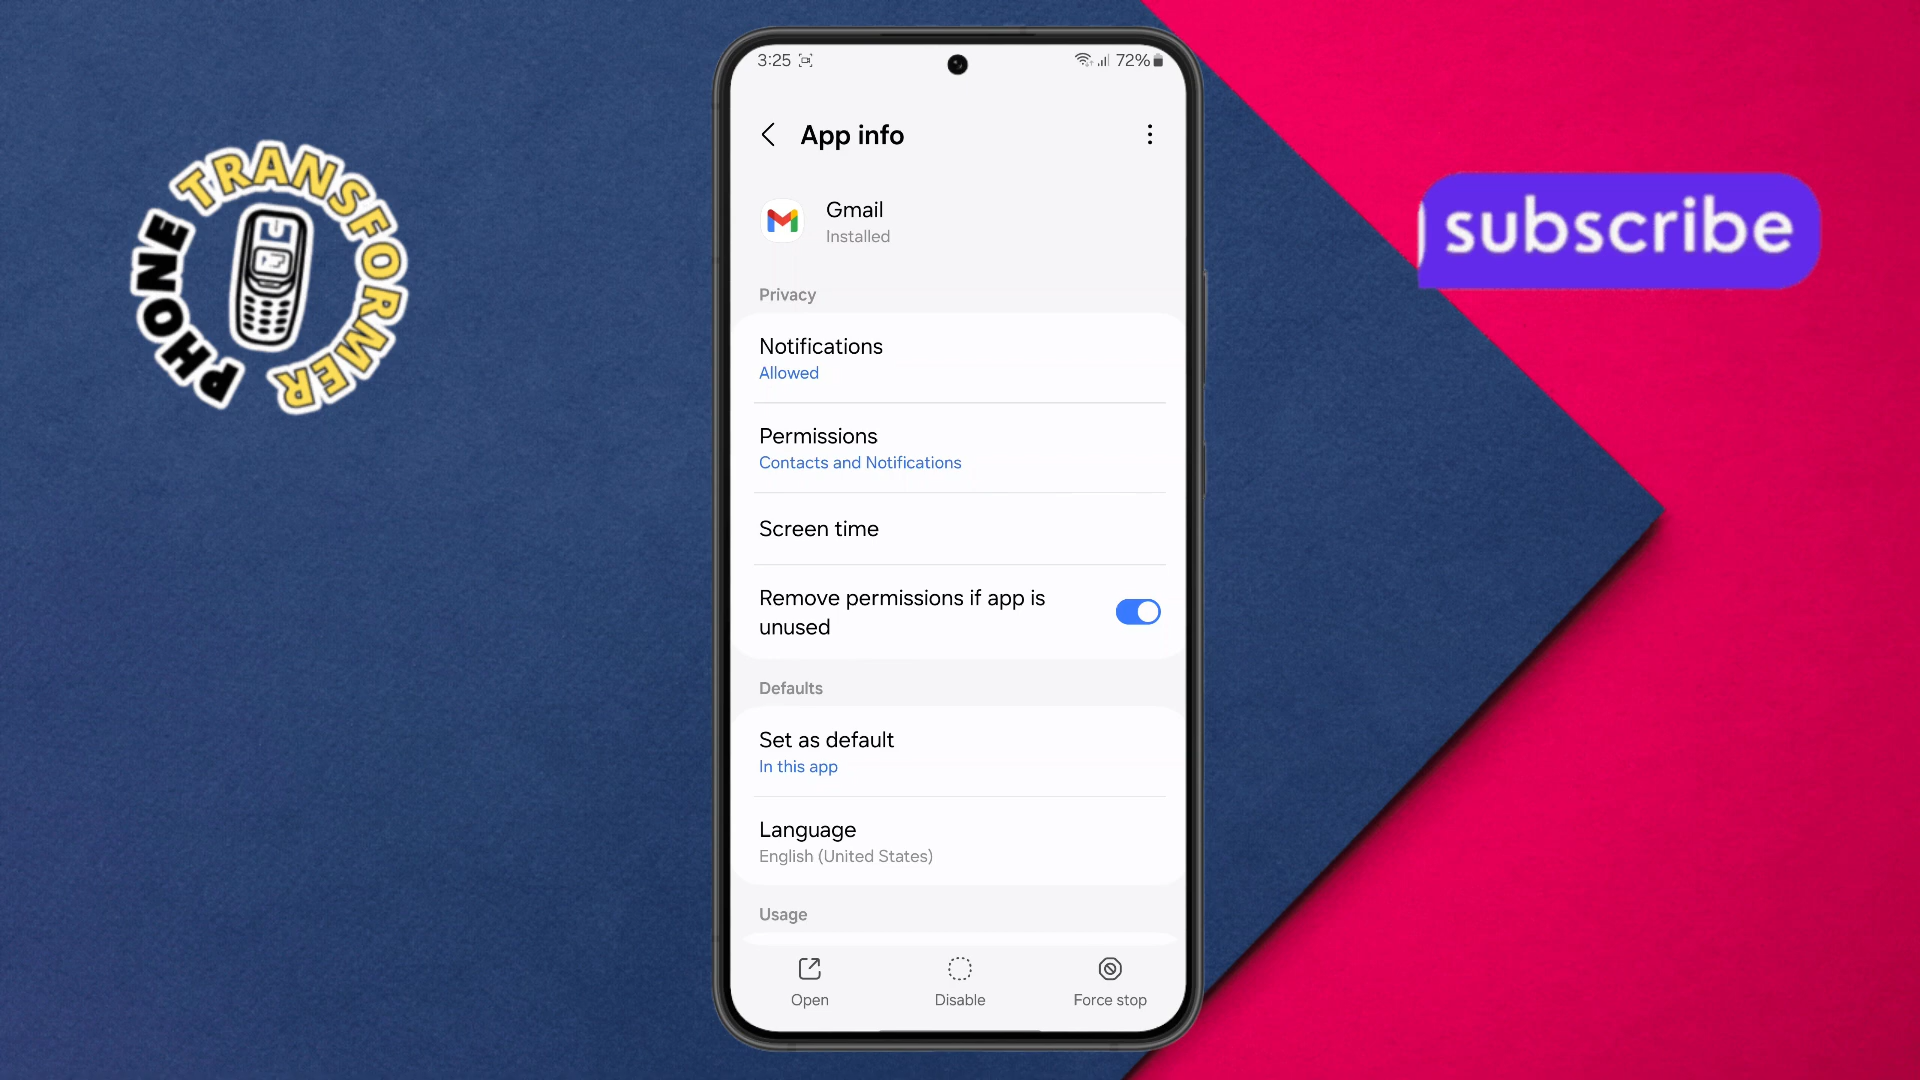 PHONE TRANSFORMER
3:25
72%
App info
Gmail
Installed
Privacy
Notifications
Allowed
Permissions
Contacts and Notifications
Screen time
Remove permissions if app is
unused
Defaults
Set as default
In this app
Language
English (United States)
Usage
Open
Disable
Force stop
subscribe